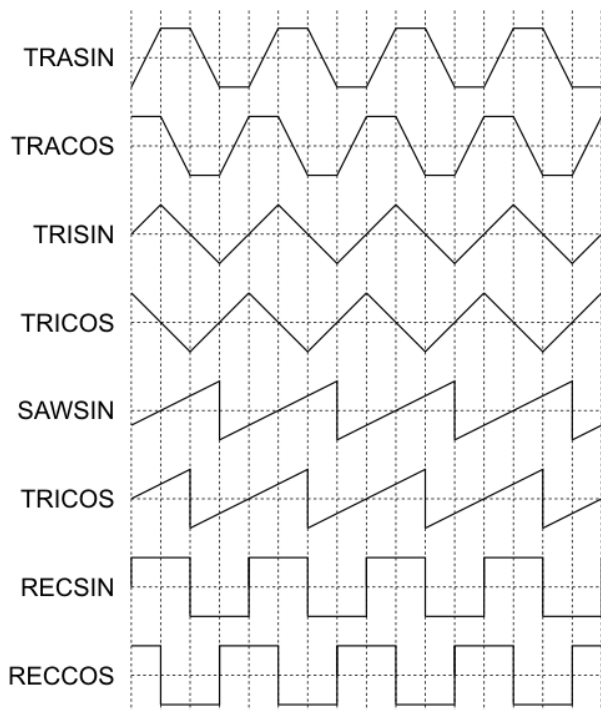 TRASIN
TRACOS
TRISIN
TRICOS
SAWSIN
TRICOS
RECSIN
RECCOS